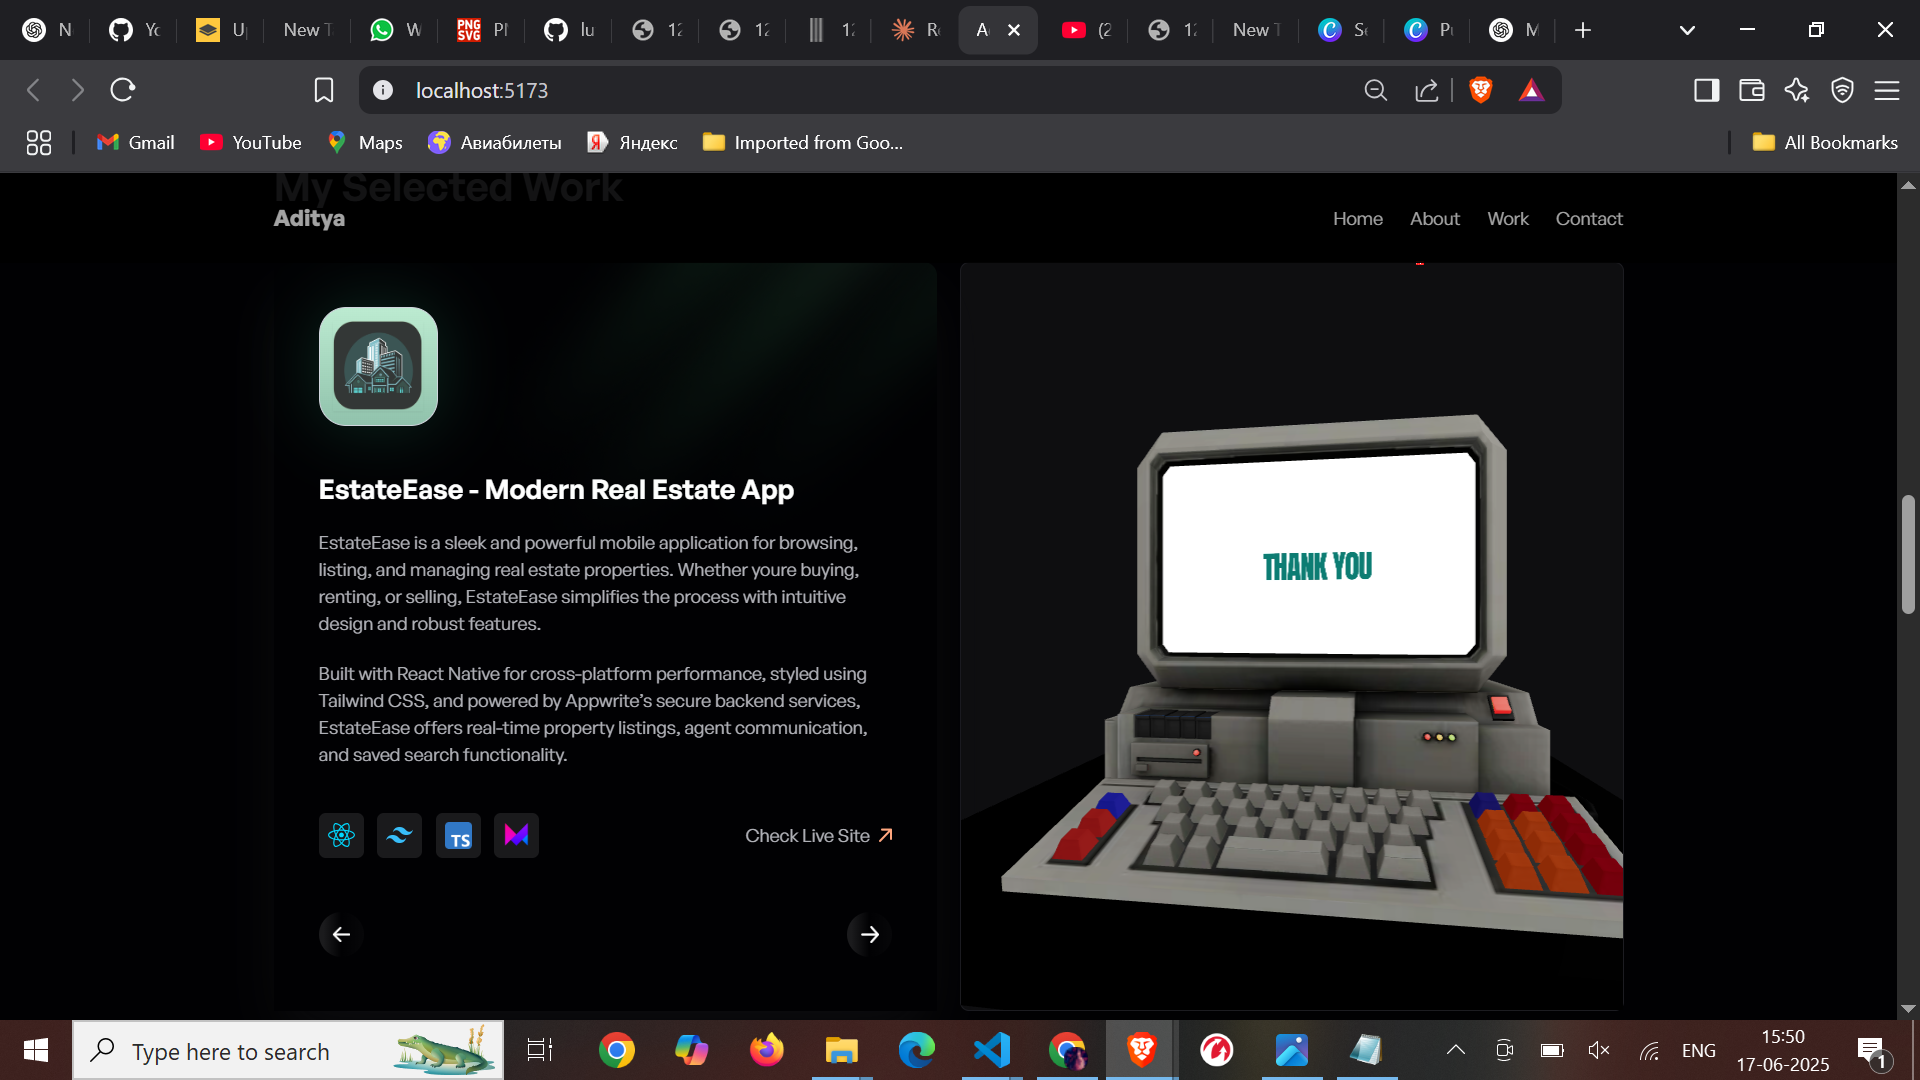 N
Yo
U
New T
W
PNG
SVG
Pl
lu
12
12
12
Re
A
(2
12
New T
Se
Pu
M
localhost:5173
Gmail
YouTube
Maps
Авиабилеты
Яндекс
Imported from Goo...
All Bookmarks
My Selected Work
Aditya
Home
About
Work
Contact
EstateEase - Modern Real Estate App
EstateEase is a sleek and powerful mobile application for browsing,
listing, and managing real estate properties. Whether youre buying,
renting, or selling, EstateEase simplifies the process with intuitive
design and robust features.
Built with React Native for cross-platform performance, styled using
Tailwind CSS, and powered by Appwrite’s secure backend services,
EstateEase offers real-time property listings, agent communication,
and saved search functionality.
TS
Check Live Site
THANK YOU
Type here to search
ENG
15:50
17-06-2025
1